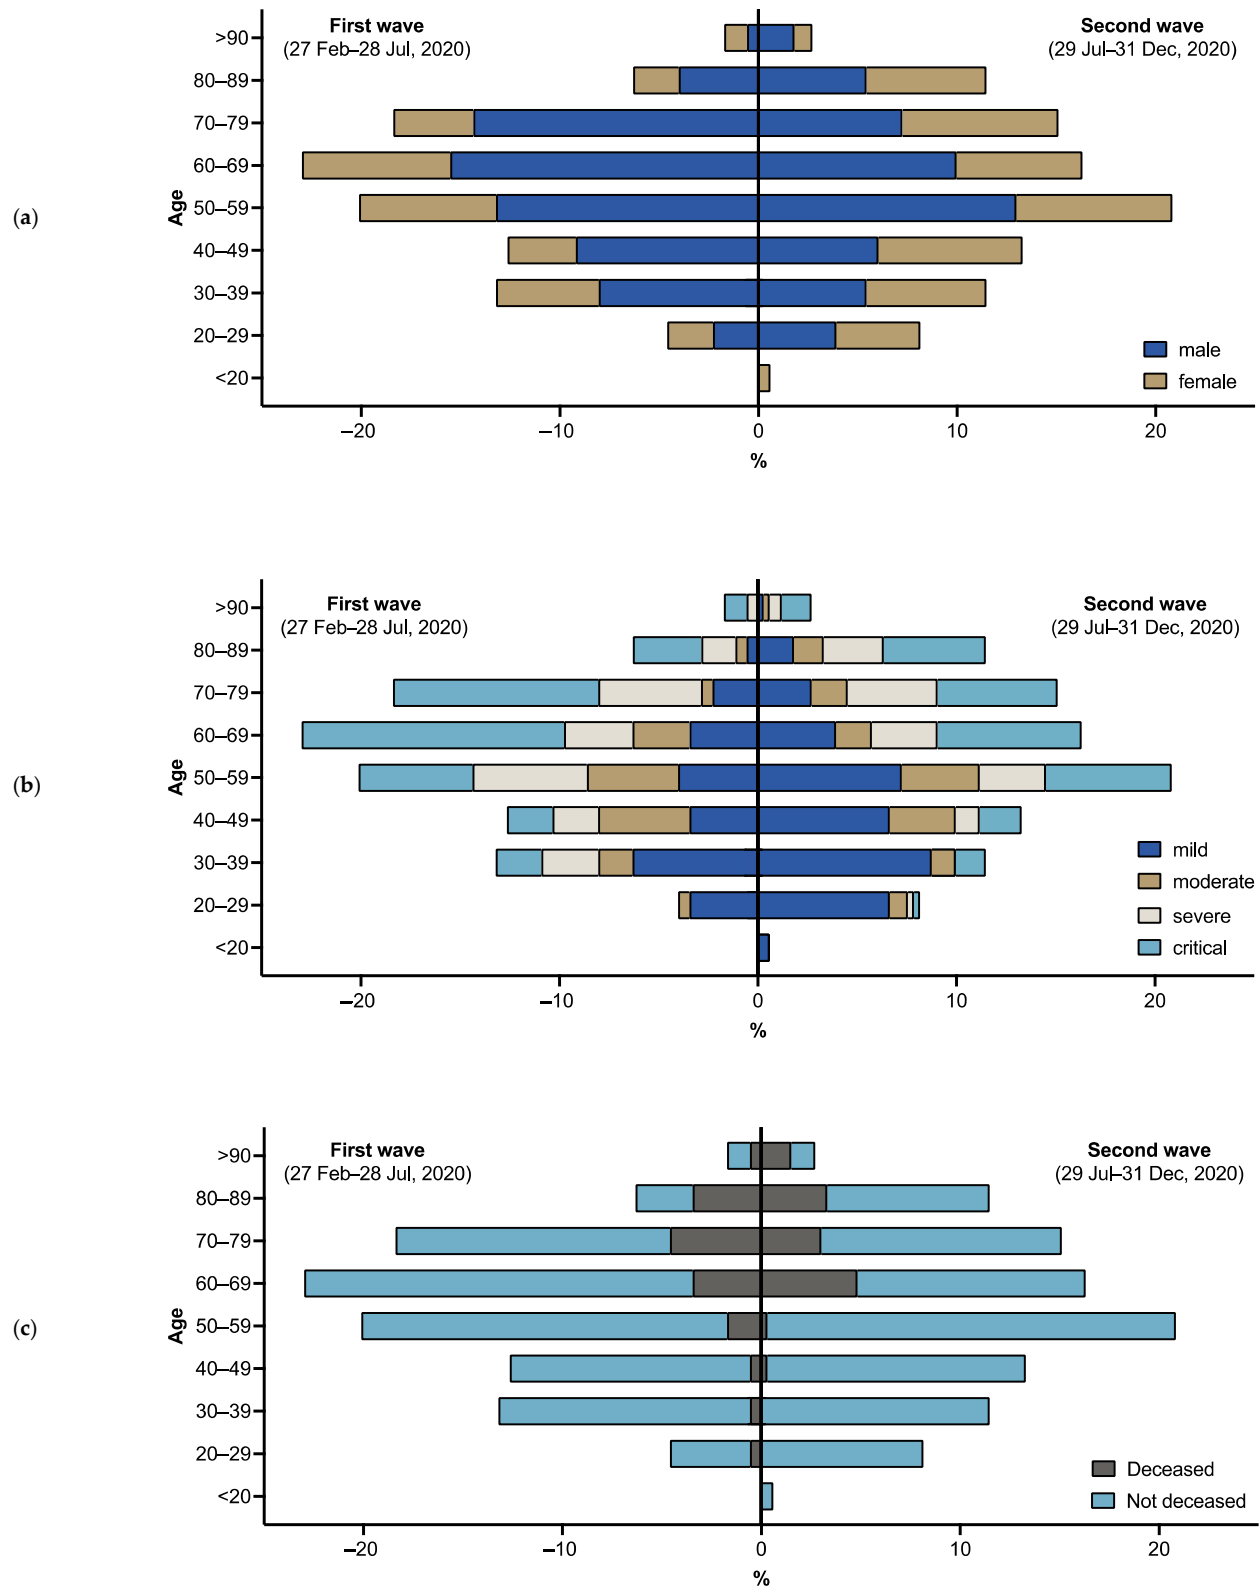 (a)
First wave
(27 Feb–28 Jul, 2020)
Second wave
(29 Jul–31 Dec, 2020)
Age
>90
80–89
70–79
60–69
50–59
40–49
30–39
20–29
<20
male
female
–20
–10
0
10
20
%
(b)
First wave
(27 Feb–28 Jul, 2020)
Second wave
(29 Jul–31 Dec, 2020)
Age
>90
80–89
70–79
60–69
50–59
40–49
30–39
20–29
<20
mild
moderate
severe
critical
–20
–10
0
10
20
%
(c)
First wave
(27 Feb–28 Jul, 2020)
Second wave
(29 Jul–31 Dec, 2020)
Age
>90
80–89
70–79
60–69
50–59
40–49
30–39
20–29
<20
Deceased
Not deceased
–20
–10
0
10
20
%